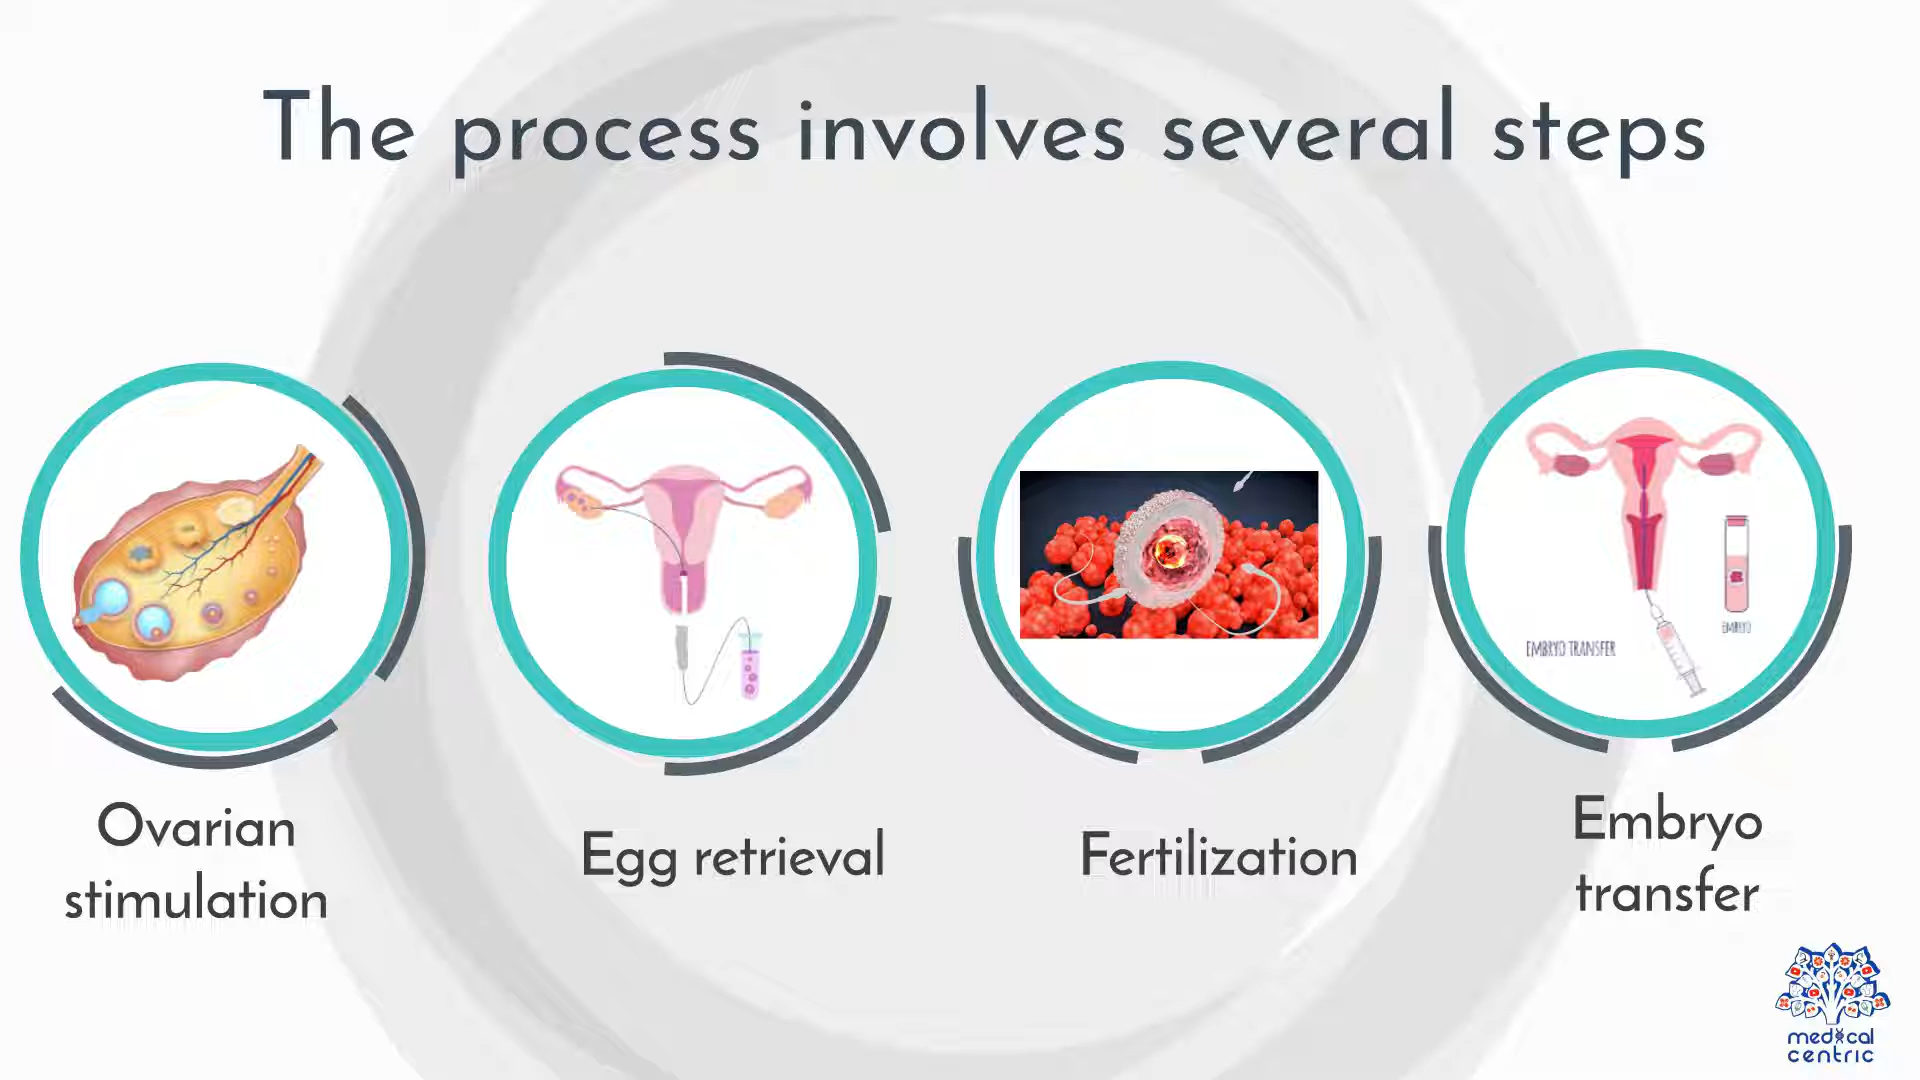 The process involves several steps
EMBRYO TRANSFER
EMBRYO
Ovarian
stimulation
Egg retrieval
Fertilization
Embryo
transfer
medical
centric